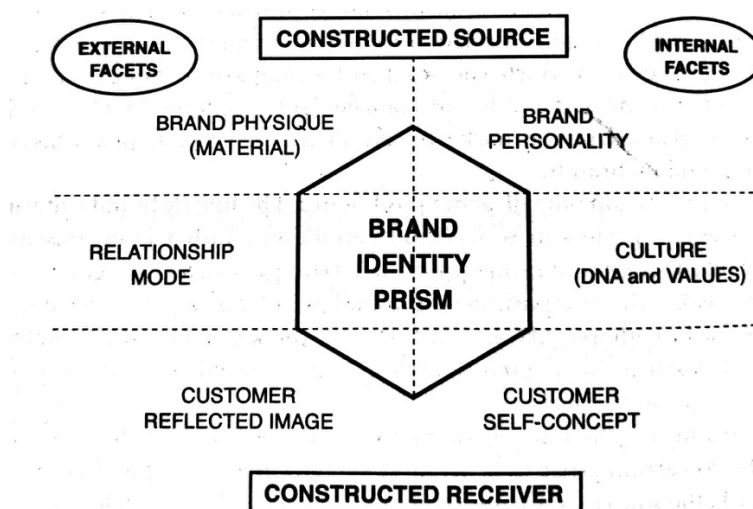 EXTERNAL
FACETS
CONSTRUCTED SOURCE
INTERNAL
FACETS
BRAND PHYSIQUE
(MATERIAL)
BRAND
PERSONALITY
RELATIONSHIP
MODE
BRAND
IDENTITY
PRISM
CULTURE
(DNA and VALUES)
CUSTOMER
REFLECTED IMAGE
CUSTOMER
SELF-CONCEPT
CONSTRUCTED RECEIVER